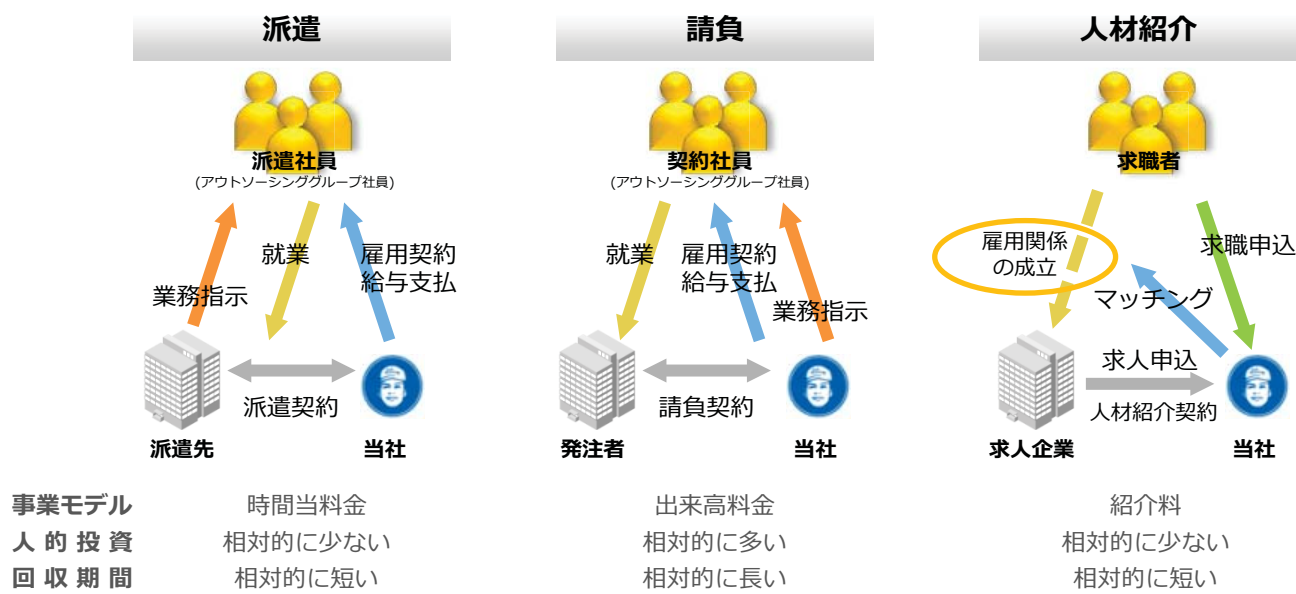 派遣
派遣社員
(アウトソーシンググループ社員)
就業
雇用契約
給与支払
業務指示
派遣契約
派遣先
当社
請負
契約社員
(アウトソーシンググループ社員)
就業
雇用契約
給与支払
業務指示
請負契約
発注者
当社
人材紹介
求職者
雇用関係
の成立
求職申込
マッチング
求人申込
人材紹介契約
求人企業
当社
事業モデル 時間当料金 出来高料金 紹介料
人的投資 相対的に少ない 相対的に多い 相対的に少ない
回収期間 相対的に短い 相対的に長い 相対的に短い